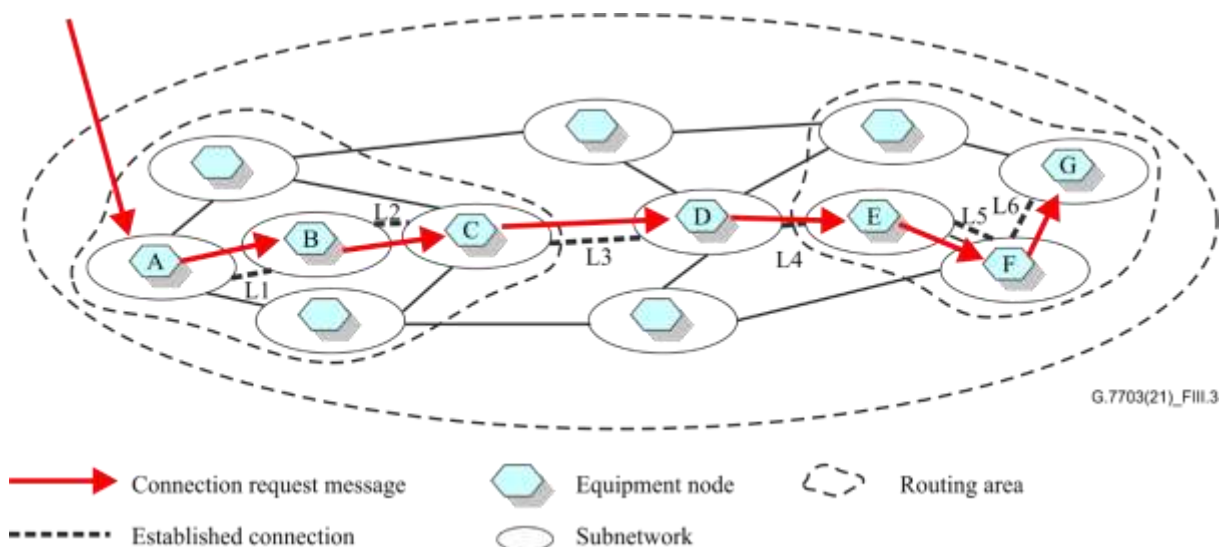 G
L2
L6
D
C
L5
E
B
F
A
L3
L4
L1
G.7703(21)_FIII.3
Connection request message
Equipment node
Routing area
Established connection
Subnetwork